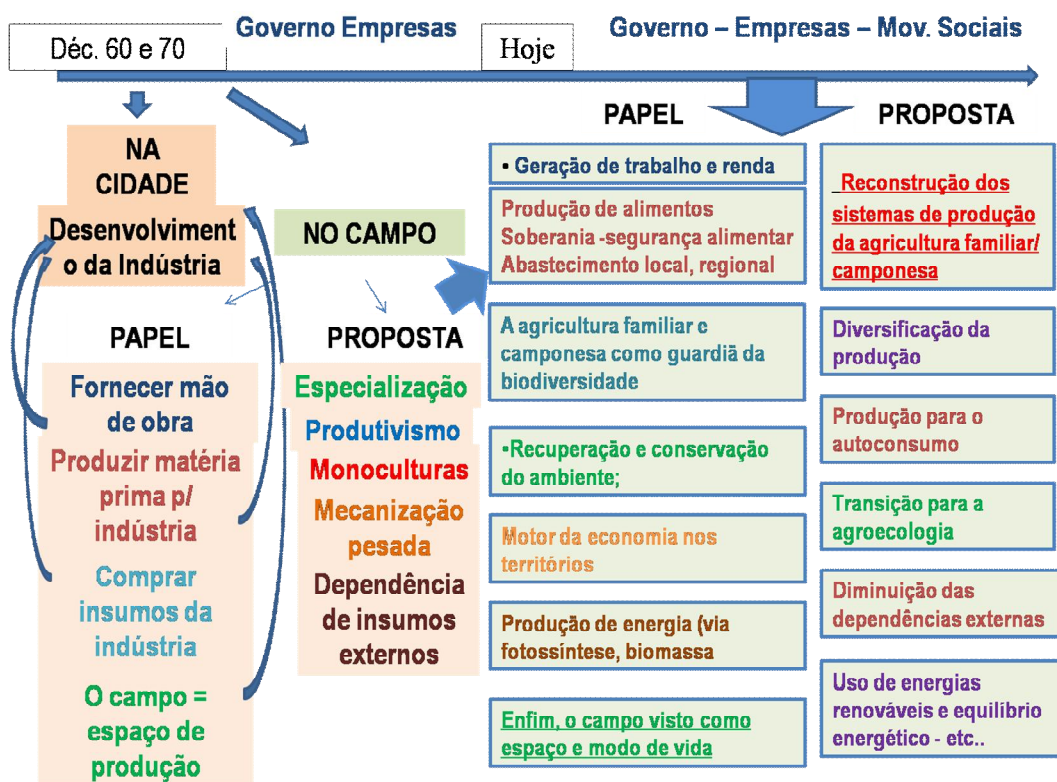 Governo Empresas
Governo – Empresas – Mov. Sociais
Déc. 60 e 70
Hoje
NA
CIDADE
Desenvolviment
o da Indústria
NO CAMPO
PAPEL
Fornecer mão
de obra
Produzir matéria
prima p/
indústria
Comprar
insumos da
indústria
O campo =
espaço de
produção
PROPOSTA
Especialização
Produtivismo
Monoculturas
Mecanização
pesada
Dependência
de insumos
externos
PAPEL
▪ Geração de trabalho e renda
Produção de alimentos
Soberania -segurança alimentar
Abastecimento local, regional
A agricultura familiar e
camponesa como guardiã da
biodiversidade
▪Recuperação e conservação
do ambiente;
Motor da economia nos
territórios
Produção de energia (via
fotossíntese, biomassa
Enfim, o campo visto como
espaço e modo de vida
PROPOSTA
Reconstrução dos
sistemas de produção
da agricultura familiar/
camponesa
Diversificação da
produção
Produção para o
autoconsumo
Transição para a
agroecologia
Diminuição das
dependências externas
Uso de energias
renováveis e equilíbrio
energético - etc..